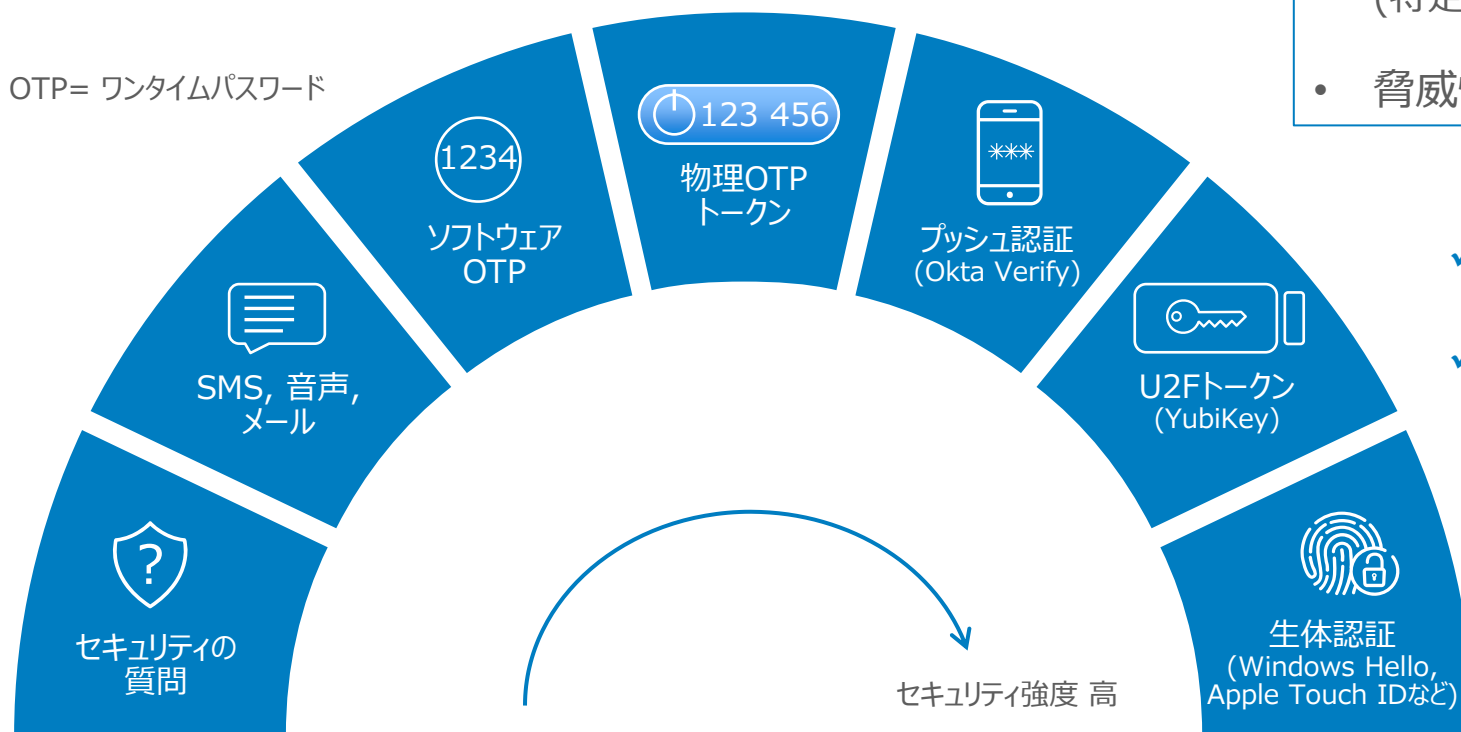 (特定
• 脅威
OTP= ワンタイムパスワード
セキュリティの
質問
SMS, 音声,
メール
1234
ソフトウェア
OTP
123 456
物理OTP
トークン
***
プッシュ認証
(Okta Verify)
U2Fトークン
(YubiKey)
?
生体認証
(Windows Hello,
Apple Touch IDなど)
セキュリティ強度 高